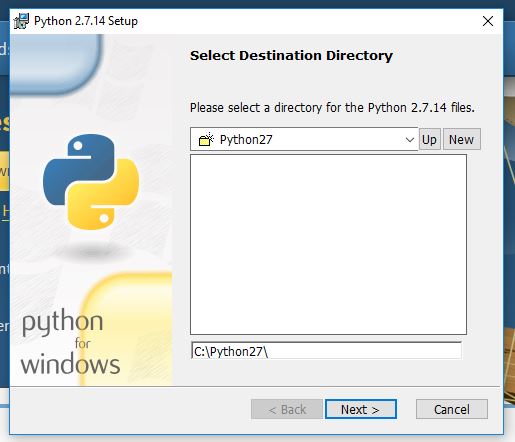 Python 2.7.14 Setup
Select Destination Directory
Please select a directory for the Python 2.7.14 files.
Python27
Up
New
C:\Python27\
python
for
windows
< Back
Next >
Cancel